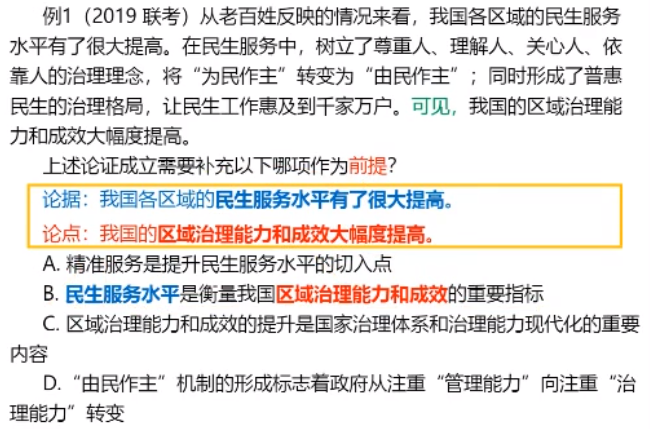 例1（2019 联考）从老百姓反映的情况来看，我国各区域的民生服务
水平有了很大提高。在民生服务中，树立了尊重人、理解人、关心人、依
靠人的治理理念，将“为民作主”转变为“由民作主”；同时形成了普惠
民生的治理格局，让民生工作惠及到千家万户。可见，我国的区域治理能
力和成效大幅度提高。
上述论证成立需要补充以下哪项作为前提？
论据：我国各区域的民生服务水平有了很大提高。
论点：我国的区域治理能力和成效大幅度提高。
A. 精准服务是提升民生服务水平的切入点
B. 民生服务水平是衡量我国区域治理能力和成效的重要指标
C. 区域治理能力和成效的提升是国家治理体系和治理能力现代化的重要
内容
D.“由民作主”机制的形成标志着政府从注重“管理能力”向注重“治
理能力”转变